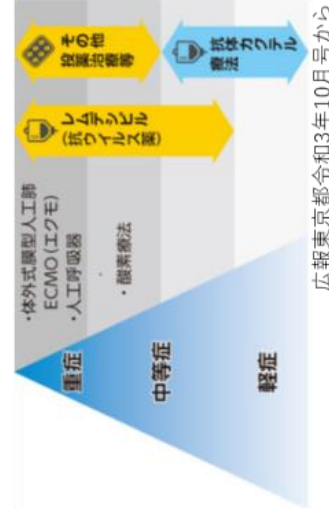 ・体外式膜型人工肺
ECMO(エクモ)
・人工呼吸器
・酸素療法
重症
中等症
軽症
レムデシビル
(抗ウイルス薬)
その他
投薬治療等
抗体カクテル
療法
広報東京都令和3年10月号から